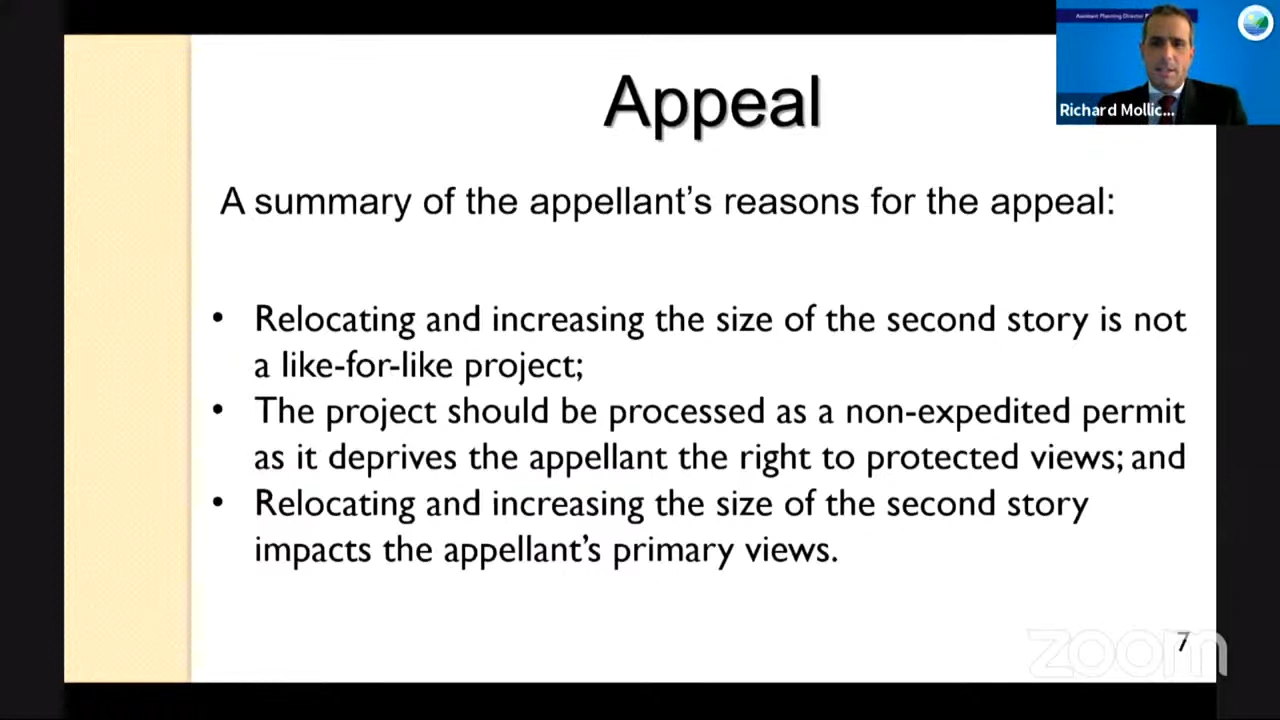 Assistant Planning Director
Richard Mollic...
Appeal
A summary of the appellant’s reasons for the appeal:
• Relocating and increasing the size of the second story is not
a like-for-like project;
• The project should be processed as a non-expedited permit
as it deprives the appellant the right to protected views; and
• Relocating and increasing the size of the second story
impacts the appellant’s primary views.
7
zoom